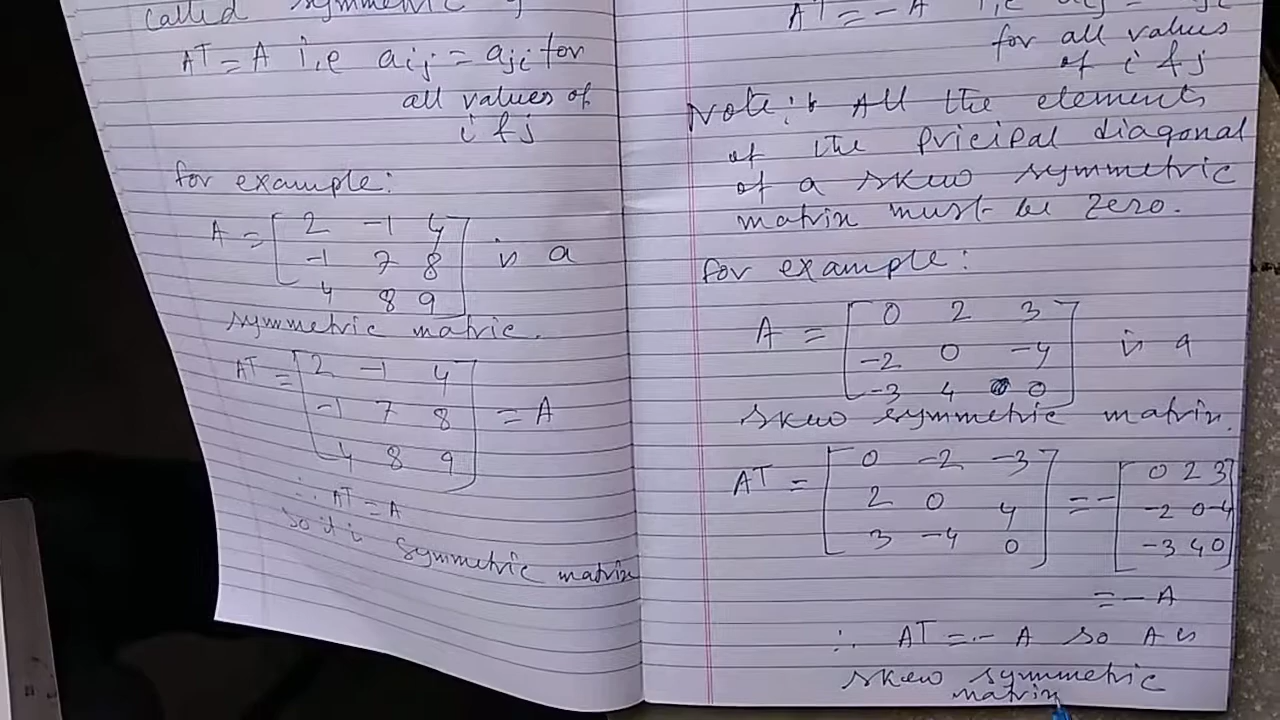 called symmetric
Aᵀ = A i,e aij = aji for
all values of
i & j
for example:
A = [ 2 -1 4
-1 7 8
4 8 9 ] is a
symmetric matric.
Aᵀ = [ 2 -1 4
-1 7 8
4 8 9 ] = A
∴ Aᵀ = A
so it i symmetric matrix
Aᵀ = - A i,e
for all values
of i & j
Note :- All the elements
of the pricipal diagonal
of a skew symmetric
matrix must be zero.
for example :
A = [ 0 2 3
-2 0 -4
-3 4 0 ] is a
skew symmetric matrix.
Aᵀ = [ 0 -2 -3
2 0 4
3 -4 0 ] = - [ 0 2 3
-2 0 -4
-3 4 0 ]
= - A
∴ Aᵀ = - A so A is
skew symmetric
matrix